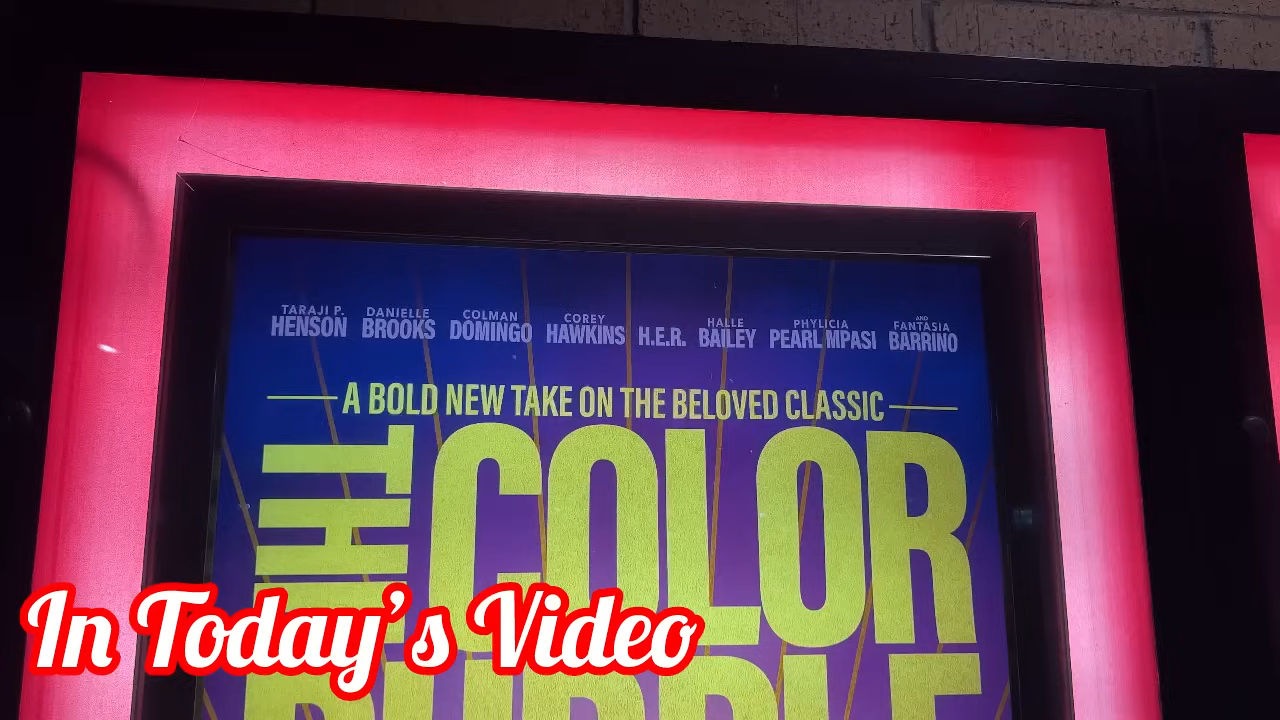 TARAJI P. HENSON DANIELLE BROOKS COLMAN DOMINGO COREY HAWKINS H.E.R. HALLE BAILEY PHYLICIA PEARL MPASI AND FANTASIA BARRINO
A BOLD NEW TAKE ON THE BELOVED CLASSIC
THE COLOR
PURPLE
In Today's Video